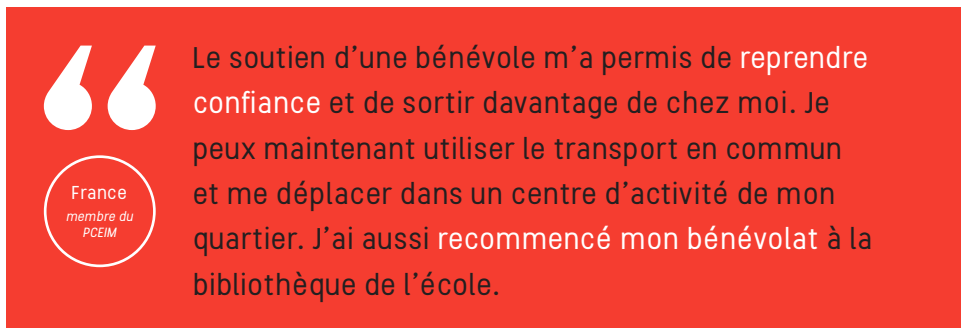 Le soutien d’une bénévole m’a permis de reprendre
confiance et de sortir davantage de chez moi. Je
peux maintenant utiliser le transport en commun
et me déplacer dans un centre d’activité de mon
quartier. J’ai aussi recommencé mon bénévolat à la
bibliothèque de l’école.
France
membre du
PCEIM